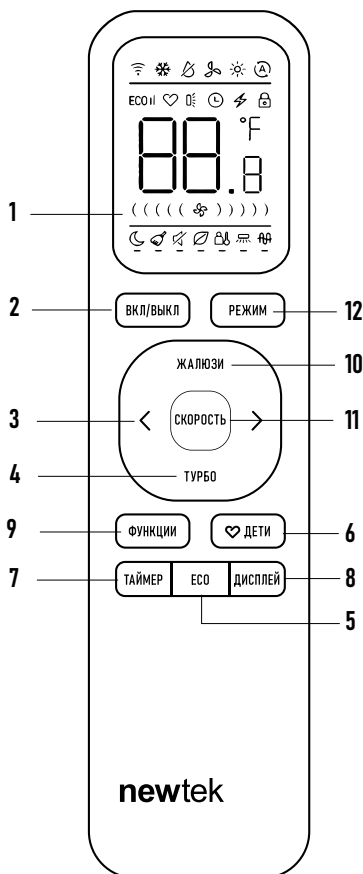 ECO
88.8 °F
1
2
ВКЛ/ВЫКЛ
РЕЖИМ
12
ЖАЛЮЗИ
10
3
<
СКОРОСТЬ
>
11
4
ТУРБО
9
ФУНКЦИИ
ДЕТИ
6
7
ТАЙМЕР
ECO
ДИСПЛЕЙ
8
5
newtek